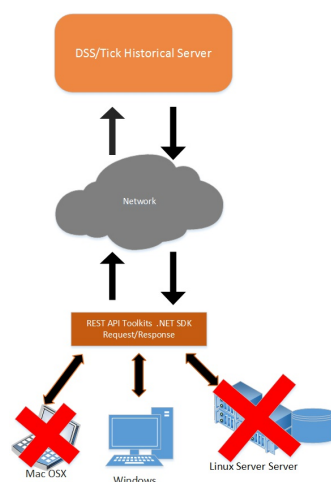 DSS/Tick Historical Server
Network
REST API Toolkits .NET SDK
Request/Response
Mac OSX
Windows
Linux Server Server